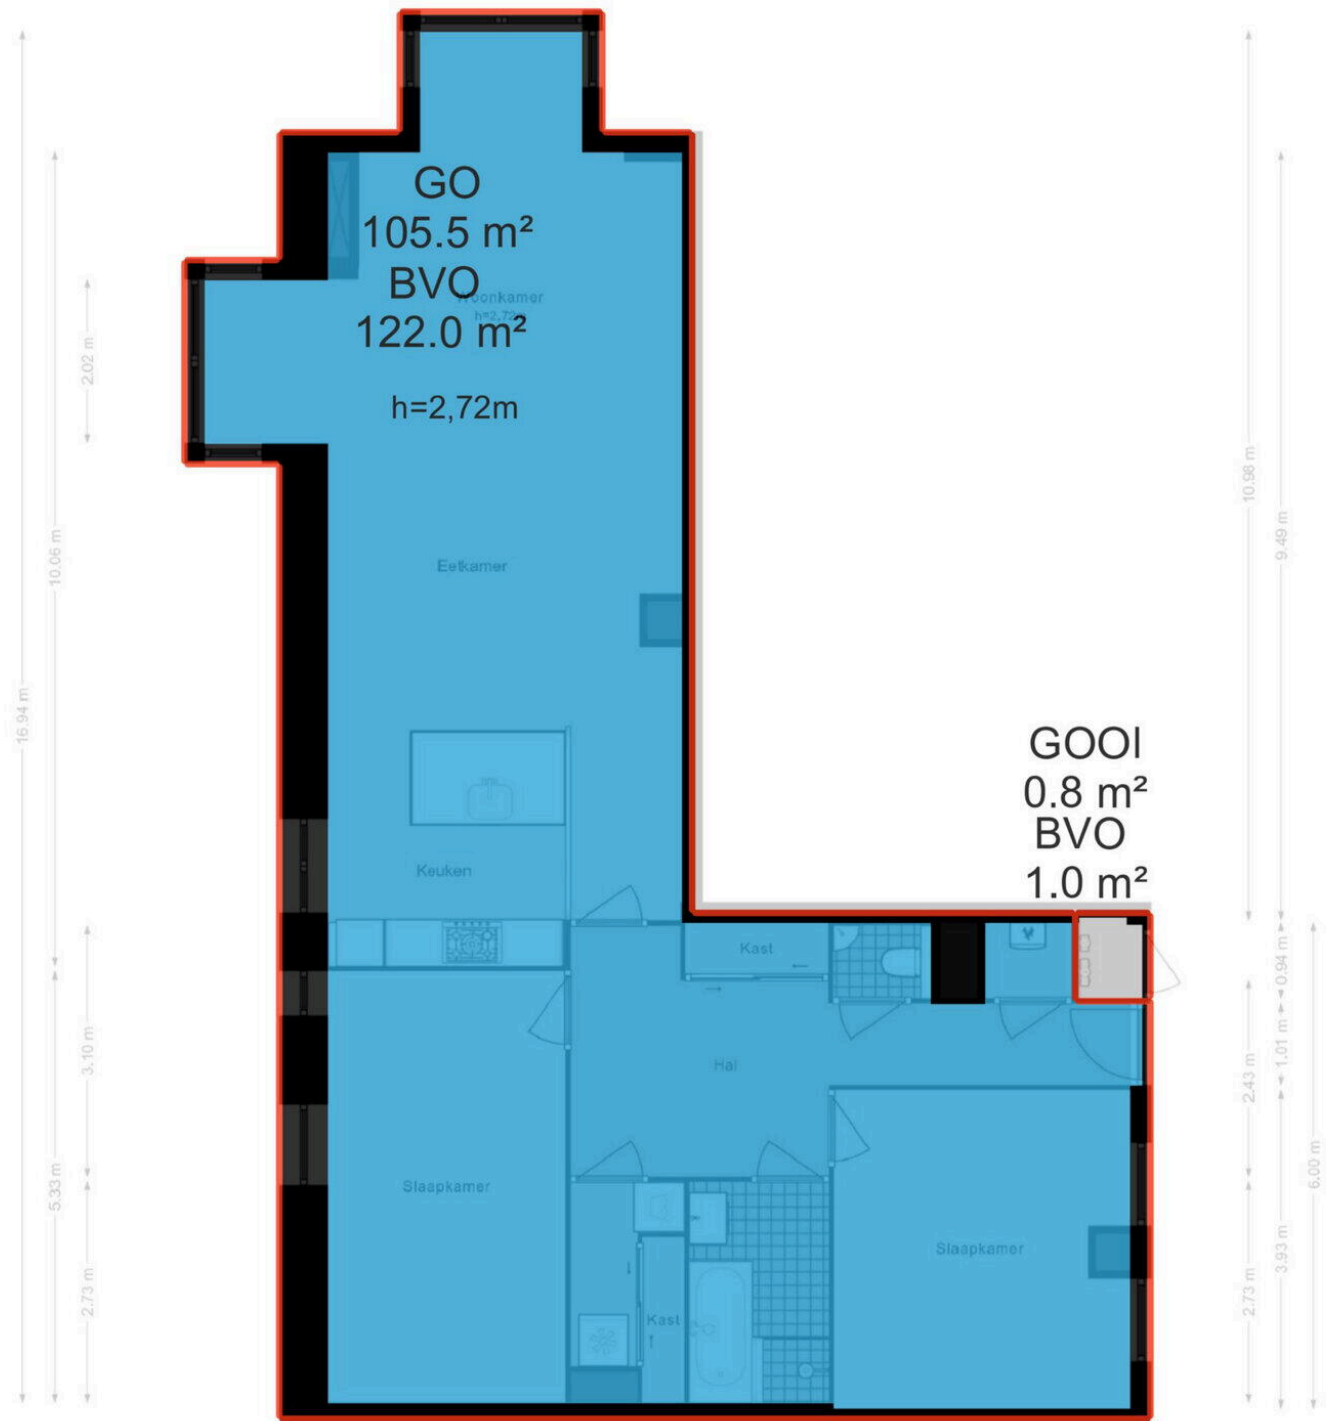 GO
105.5 m²
BVO
122.0 m²
Woonkamer
h=2,72m
h=2,72m
Eetkamer
Keuken
GOOI
0.8 m²
BVO
1.0 m²
Kast
Hal
Slaapkamer
Slaapkamer
Kast
16.94 m
10.06 m
2.02 m
5.33 m
3.10 m
2.73 m
10.98 m
9.49 m
0.94 m
1.01 m
2.43 m
6.00 m
3.93 m
2.73 m